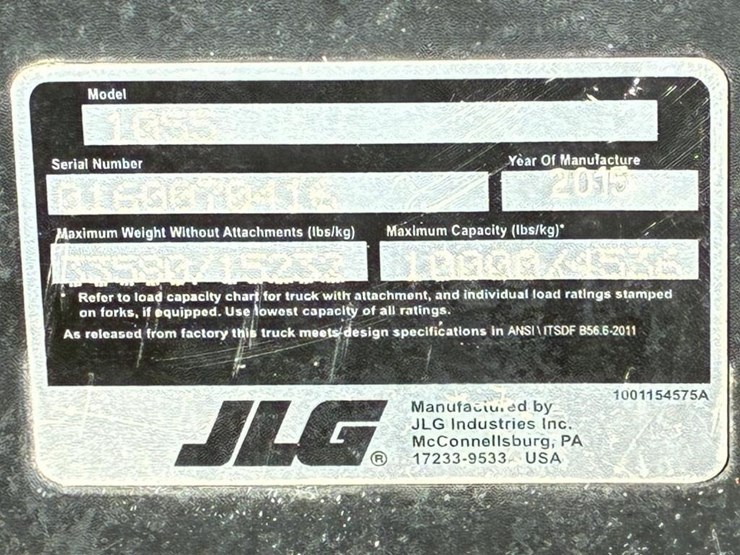 Model
1055
Serial Number
Year Of Manufacture
2015
Maximum Weight Without Attachments (lbs/kg)
Maximum Capacity (lbs/kg)*
10000/4536
* Refer to load capacity chart for truck with attachment, and individual load ratings stamped
on forks, if equipped. Use lowest capacity of all ratings.
As released from factory this truck meets design specifications in ANSI \ ITSDF B56.6-2011
1001154575A
JLG®
Manufactured by
JLG Industries Inc.
McConnellsburg, PA
17233-9533 USA